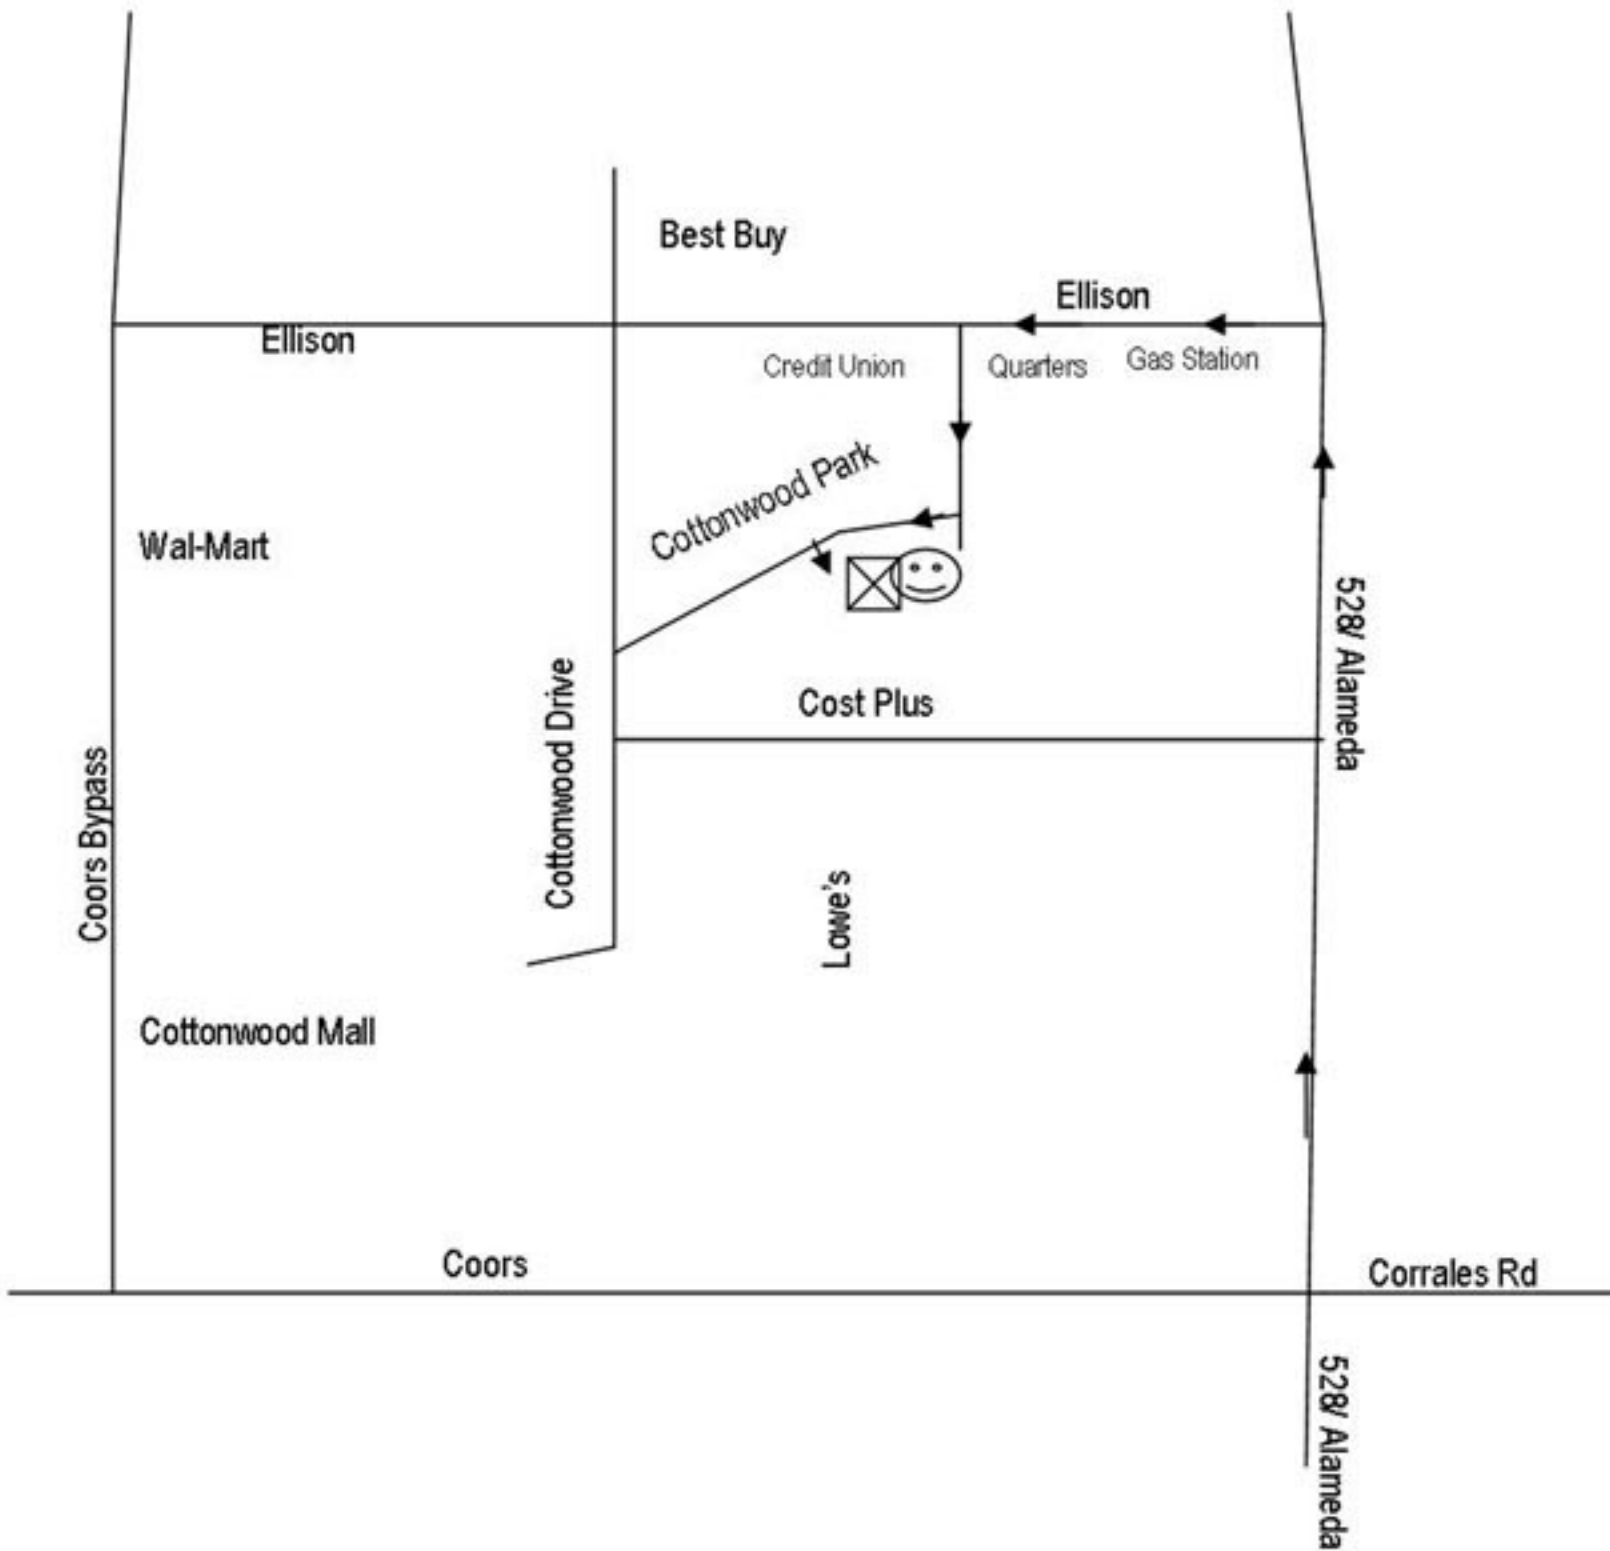 Best Buy
Ellison
Ellison
Credit Union
Quarters
Gas Station
Cottonwood Park
Wal-Mart
528/ Alameda
Cottonwood Drive
Cost Plus
Coors Bypass
Lowe's
Cottonwood Mall
Coors
Corrales Rd
528/ Alameda